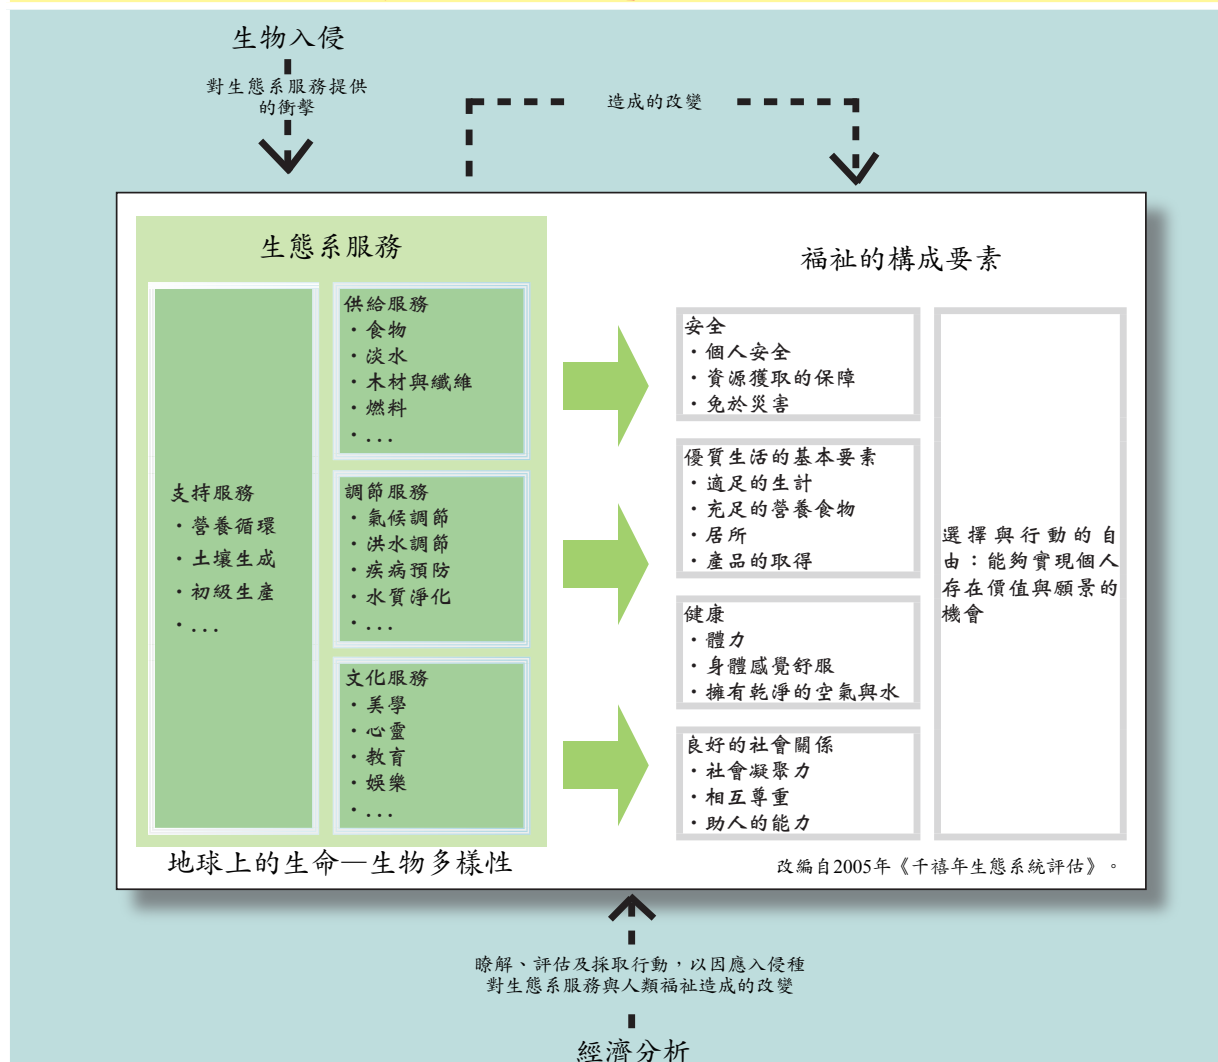 生物入侵
對生態系服務提供
的衝擊
造成的改變
生態系服務
支持服務
・營養循環
・土壤生成
・初級生產
・...
供給服務
・食物
・淡水
・木材與纖維
・燃料
・...
調節服務
・氣候調節
・洪水調節
・疾病預防
・水質淨化
・...
文化服務
・美學
・心靈
・教育
・娛樂
・...
地球上的生命—生物多樣性
福祉的構成要素
安全
・個人安全
・資源獲取的保障
・免於災害
優質生活的基本要素
・適足的生計
・充足的營養食物
・居所
・產品的取得
健康
・體力
・身體感覺舒服
・擁有乾淨的空氣與水
良好的社會關係
・社會凝聚力
・相互尊重
・助人的能力
選擇與行動的自
由：能夠實現個人
存在價值與願景的
機會
改編自2005年《千禧年生態系統評估》。
瞭解、評估及採取行動，以因應入侵種
對生態系服務與人類福祉造成的改變
經濟分析